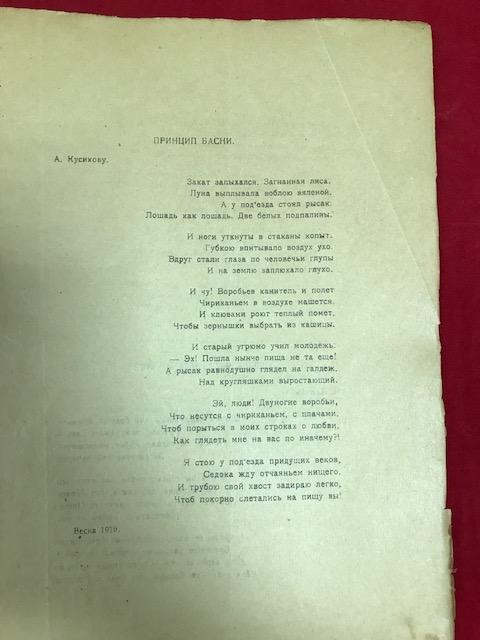 ПРИНЦИП БАСНИ.
А. Кусикову.
Закат запыхался. Загнанная лиса.
Луна выплывала воблою вяленой.
А у под'езда стоял рысак:
Лошадь как лошадь. Две белых подпалины.
И ноги уткнуты в стаканы копыт.
Губкою впитывало воздух ухо.
Вдруг стали глаза по человечьи глупы
И на землю заплюхало глухо.
И чу! Воробьев канитель и полет
Чириканьем в воздухе машется.
И клювами роют теплый помет,
Чтобы зернышки выбрать из кашицы.
И старый угрюмо учил молодежь:
— Эх! Пошла нынче пища не та еще!
А рысак равнодушно глядел на галдеж,
Над кругляшками вырастающий.
Эй, люди! Двуногие воробьи,
Что несутся с чириканьем, с плачами,
Чтоб порыться в моих строках о любви,
Как глядеть мне на вас по иначему?!
Я стою у под'езда придущих веков,
Седока жду отчаяньем нищего,
И трубою свой хвост задираю легко,
Чтоб покорно слетались на пищу вы!
Весна 1919.